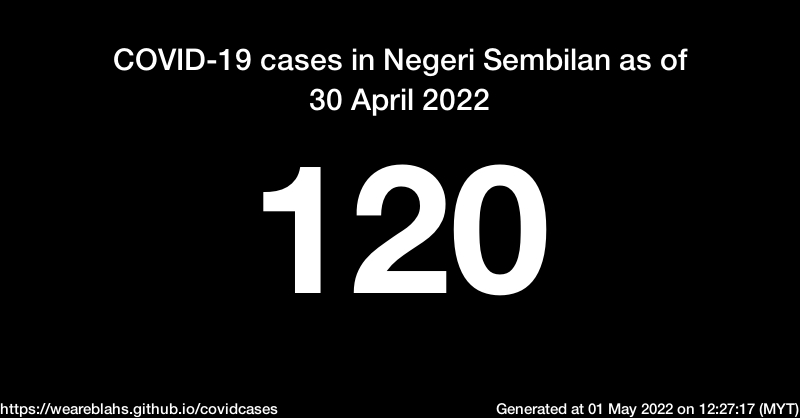 COVID-19 cases in Negeri Sembilan as of
30 April 2022
120
https://weareblahs.github.io/covidcases
Generated at 01 May 2022 on 12:27:17 (MYT)